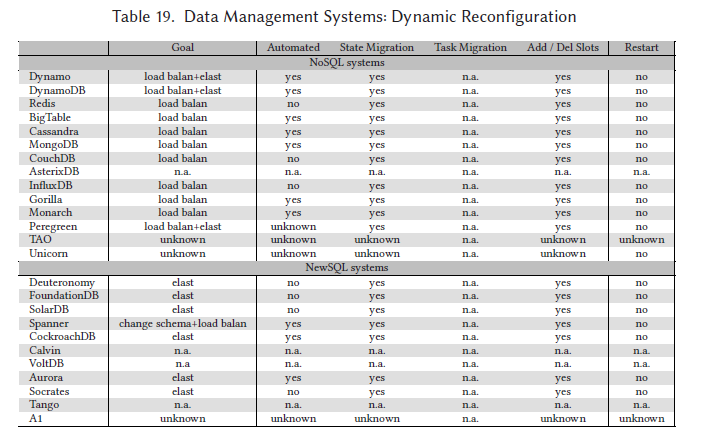 Table 19. Data Management Systems: Dynamic Reconfiguration
Goal Automated State Migration Task Migration Add / Del Slots Restart
NoSQL systems
Dynamo load balan+elast yes yes n.a. yes no
DynamoDB load balan+elast yes yes n.a. yes no
Redis load balan no yes n.a. yes no
BigTable load balan yes yes n.a. yes no
Cassandra load balan yes yes n.a. yes no
MongoDB load balan yes yes n.a. yes no
CouchDB load balan no yes n.a. yes no
AsterixDB n.a. n.a. n.a. n.a. n.a. n.a.
InfluxDB load balan no yes n.a. yes no
Gorilla load balan yes yes n.a. yes no
Monarch load balan yes yes n.a. yes no
Peregreen load balan+elast unknown yes n.a. yes no
TAO unknown unknown unknown n.a. unknown unknown
Unicorn unknown unknown unknown n.a. unknown no
NewSQL systems
Deuteronomy elast no yes n.a. yes no
FoundationDB elast no yes n.a. yes no
SolarDB elast no yes n.a. yes no
Spanner change schema+load balan yes yes n.a. yes no
CockroachDB elast yes yes n.a. yes no
Calvin n.a. n.a. n.a. n.a. n.a. n.a.
VoltDB n.a n.a. n.a. n.a. n.a. n.a.
Aurora elast yes yes n.a. yes no
Socrates elast no yes n.a. yes no
Tango n.a. n.a. n.a. n.a. n.a. n.a.
A1 unknown unknown unknown n.a. unknown unknown